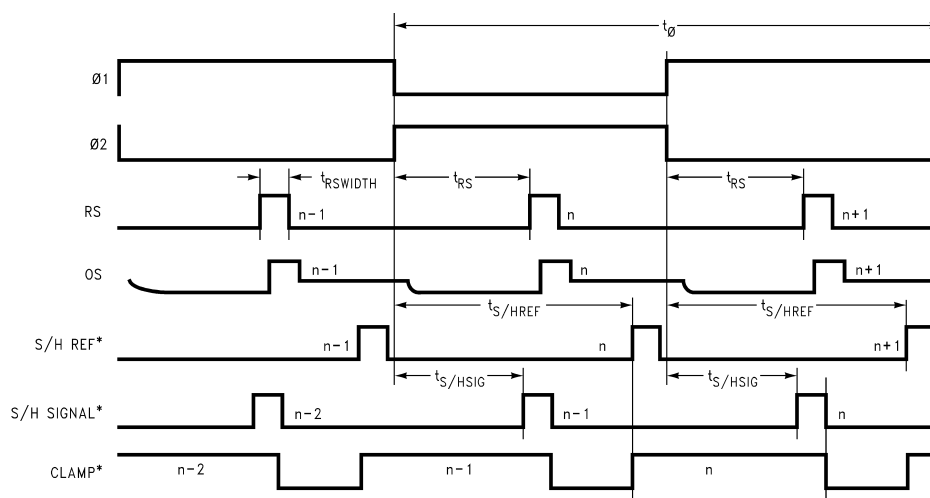 tø
Ø1
Ø2
tRSWIDTH tRS tRS
RS n-1 n n+1
OS n-1 n n+1
tS/HREF tS/HREF
S/H REF* n-1 n n+1
tS/HSIG tS/HSIG
S/H SIGNAL* n-2 n-1 n
CLAMP* n-2 n-1 n